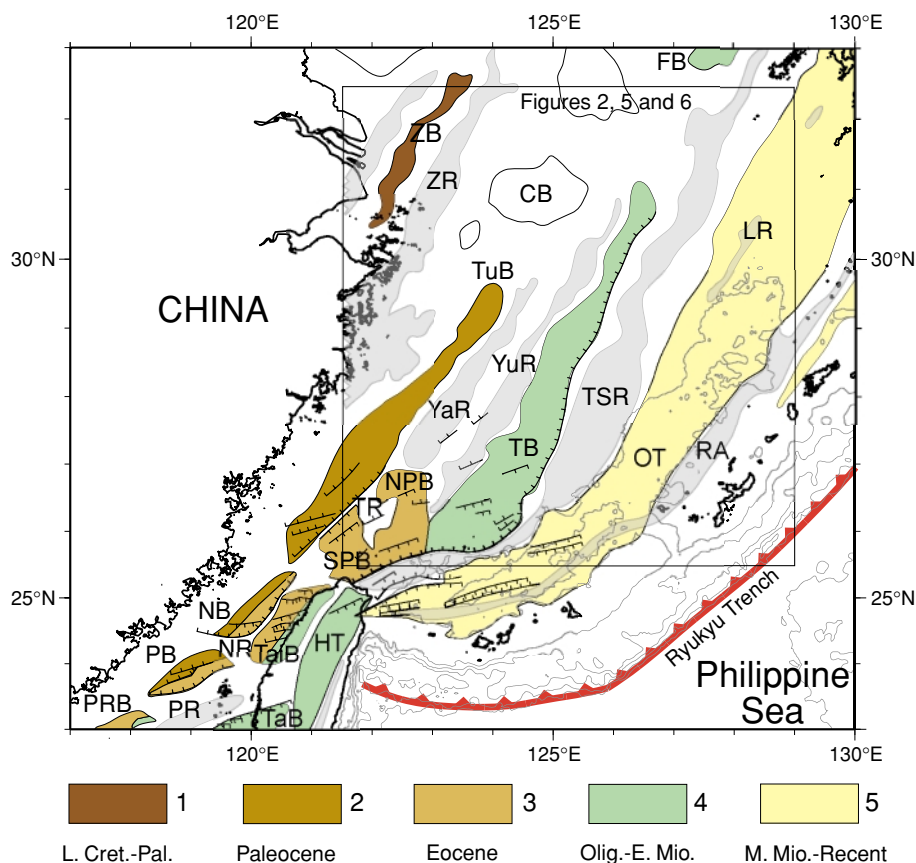 120°E 125°E 130°E
FB
Figures 2, 5 and 6
ZB
ZR
CB
LR
30°N 30°N
TuB
CHINA
YuR
YaR
TSR
TB
OT
RA
NPB
TR
SPB
25°N 25°N
NB
Ryukyu Trench
NR
TaiB
HT
PB
Philippine
Sea
PRB
PR
TaB
120°E 125°E 130°E
1 2 3 4 5
L. Cret.-Pal. Paleocene Eocene Olig.-E. Mio. M. Mio.-Recent